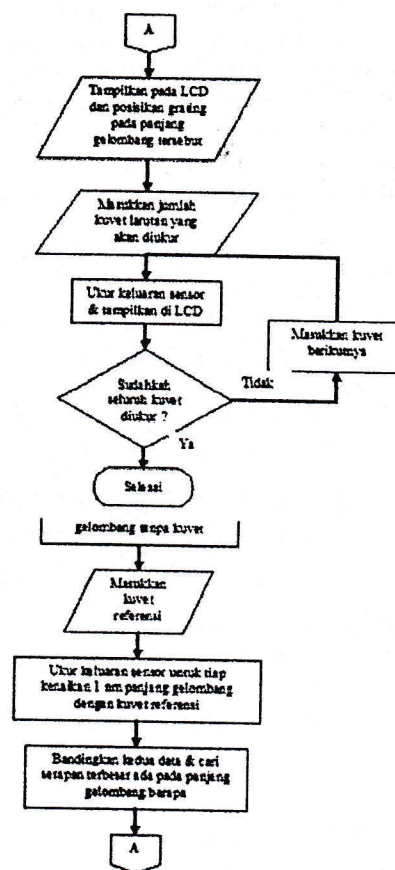 A
Tampilkan pada LCD
dan posisikan grating
pada panjang
gelombang tersebut
Masukkan jumlah
kuvet larutan yang
akan diukur
Ukur keluaran sensor
& tampilkan di LCD
Masukkan kuvet
berikutnya
Sudahkah
seluruh kuvet
diukur ?
Tidak
Ya
Selesai
gelombang tanpa kuvet
Masukkan
kuvet
referensi
Ukur keluaran sensor untuk tiap
kenaikan 1 nm panjang gelombang
dengan kuvet referensi
Bandingkan kedua data & cari
serapan terbesar ada pada panjang
gelombang berapa
A